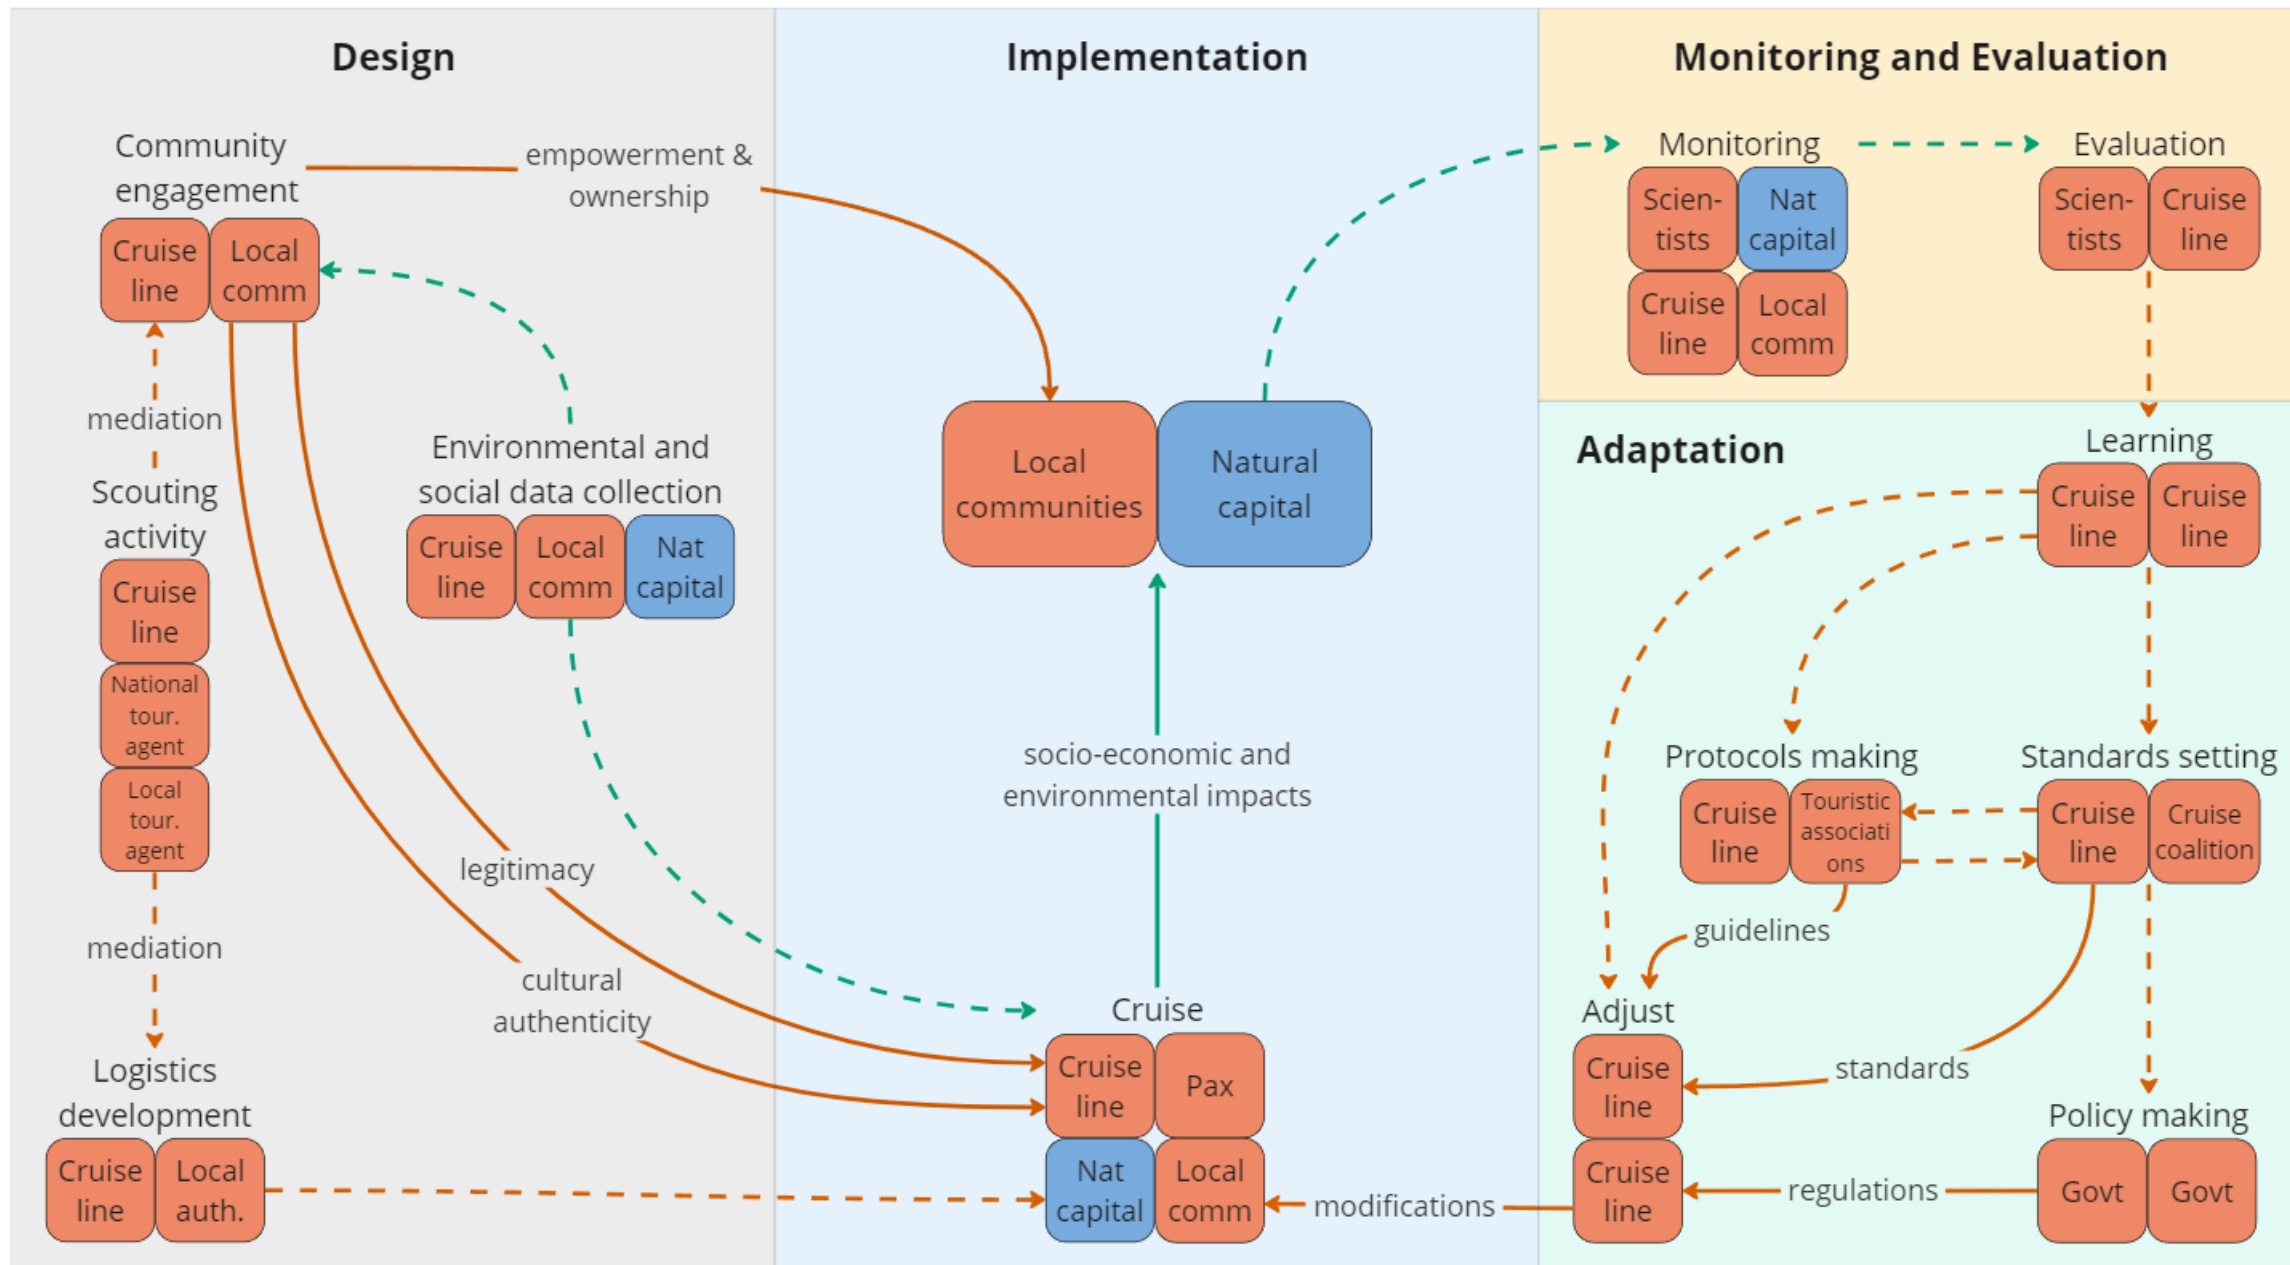 Design
Community
engagement
empowerment &
ownership
Cruise
line
Local
comm
mediation
Scouting
activity
Cruise
line
National
tour.
agent
Local
tour.
agent
mediation
Logistics
development
Cruise
line
Local
auth.
Environmental and
social data collection
Cruise
line
Local
comm
Nat
capital
legitimacy
cultural
authenticity
Implementation
Local
communities
Natural
capital
socio-economic and
environmental impacts
Cruise
Cruise
line
Pax
Nat
capital
Local
comm
modifications
Monitoring and Evaluation
Monitoring
Scien-
tists
Nat
capital
Cruise
line
Local
comm
Evaluation
Scien-
tists
Cruise
line
Adaptation
Learning
Cruise
line
Cruise
line
Protocols making
Cruise
line
Touristic
associati
ons
Standards setting
Cruise
line
Cruise
coalition
guidelines
Adjust
Cruise
line
Cruise
line
standards
regulations
Policy making
Govt
Govt